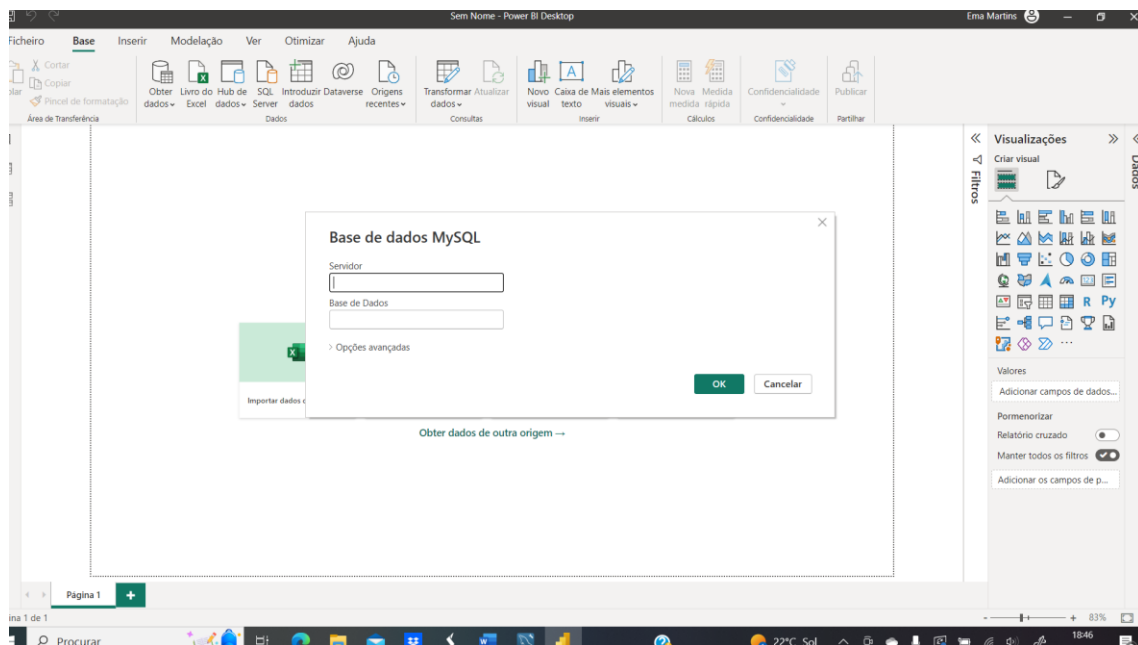 Sem Nome - Power BI Desktop
Ema Martins
Ficheiro Base Inserir Modelação Ver Otimizar Ajuda
Cortar
Copiar
Pincel de formatação
Área de Transferência
Obter dados
Livro do Excel
Hub de dados
SQL Server
Introduzir dados
Dataverse
Origens recentes
Dados
Transformar dados
Atualizar
Consultas
Novo visual
Caixa de texto
Mais elementos visuais
Inserir
Nova medida
Medida rápida
Cálculos
Confidencialidade
Confidencialidade
Publicar
Partilhar
Base de dados MySQL
Servidor
Base de Dados
Opções avançadas
OK
Cancelar
Importar dados
Obter dados de outra origem →
Filtros
Visualizações
Dados
Criar visual
R Py
Valores
Adicionar campos de dados...
Pormenorizar
Relatório cruzado
Manter todos os filtros
Adicionar os campos de p...
Página 1
ina 1 de 1
83%
Procurar
22°C Sol
18:46